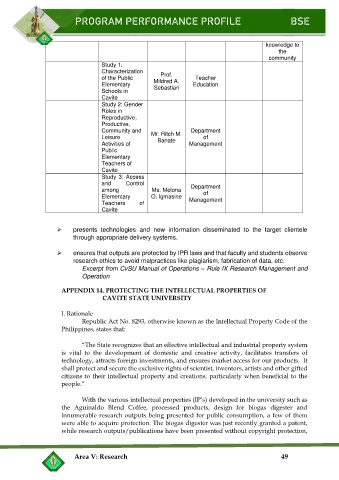 PROGRAM PERFORMANCE PROFILE BSE
knowledge to
the
community
Study 1:
Characterization
of the Public
Elementary
Schools in
Cavite
Prof.
Mildred A.
Sebastian
Teacher
Education
Study 2: Gender
Roles in
Reproductive,
Productive,
Community and
Leisure
Activities of
Public
Elementary
Teachers of
Cavite
Mr. Ritch M.
Banate
Department
of
Management
Study 3: Access
and Control
among
Elementary
Teachers of
Cavite
Ms. Melona
O. Igmasine
Department
of
Management
➢ presents technologies and new information disseminated to the target clientele
through appropriate delivery systems.
➢ ensures that outputs are protected by IPR laws and that faculty and students observe
research ethics to avoid malpractices like plagiarism, fabrication of data, etc.
Excerpt from CvSU Manual of Operations – Rule IX Research Management and
Operation
APPENDIX 14. PROTECTING THE INTELLECTUAL PROPERTIES OF
CAVITE STATE UNIVERSITY
I. Rationale
Republic Act No. 8293, otherwise known as the Intellectual Property Code of the
Philippines, states that:
"The State recognizes that an effective intellectual and industrial property system
is vital to the development of domestic and creative activity, facilitates transfers of
technology, attracts foreign investments, and ensures market access for our products. It
shall protect and secure the exclusive rights of scientist, inventors, artists and other gifted
citizens to their intellectual property and creations, particularly when beneficial to the
people."
With the various intellectual properties (IP's) developed in the university such as
the Aguinaldo Blend Coffee, processed products, design for biogas digester and
innumerable research outputs being presented for public consumption, a few of them
were able to acquire protection. The biogas digester was just recently granted a patent,
while research outputs/publications have been presented without copyright protection,
Area V: Research 49